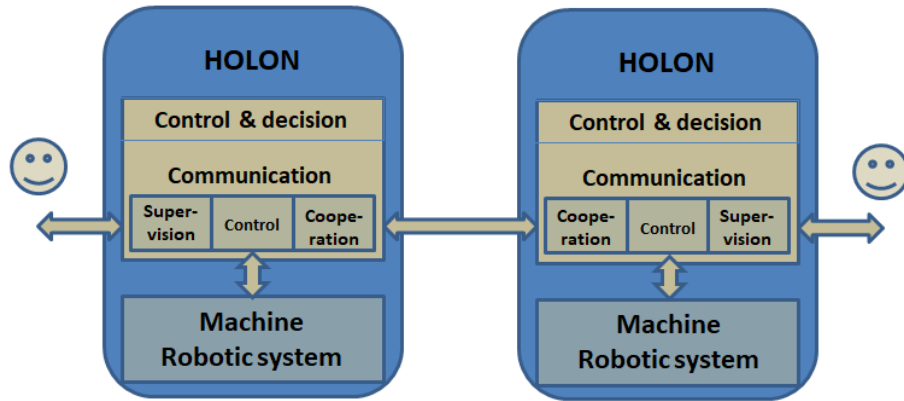 HOLON
Control & decision
Communication
Super-
vision
Control
Coope-
ration
Machine
Robotic system
HOLON
Control & decision
Communication
Coope-
ration
Control
Super-
vision
Machine
Robotic system